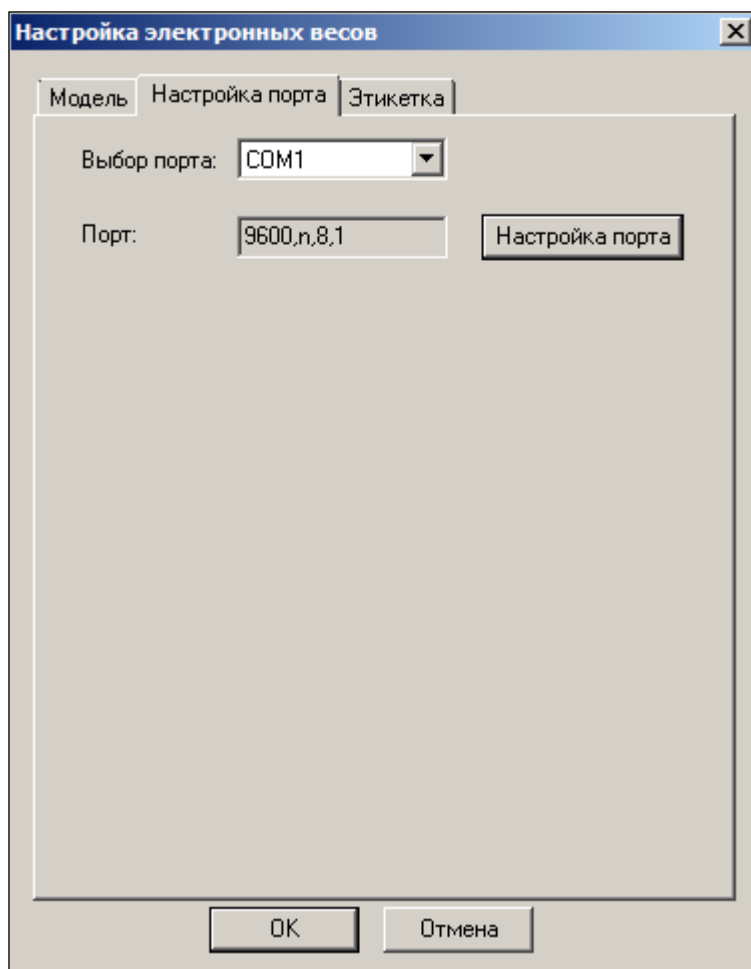 Настройка электронных весов
Модель Настройка порта Этикетка
Выбор порта: COM1
Порт: 9600,n,8,1 Настройка порта
OK Отмена